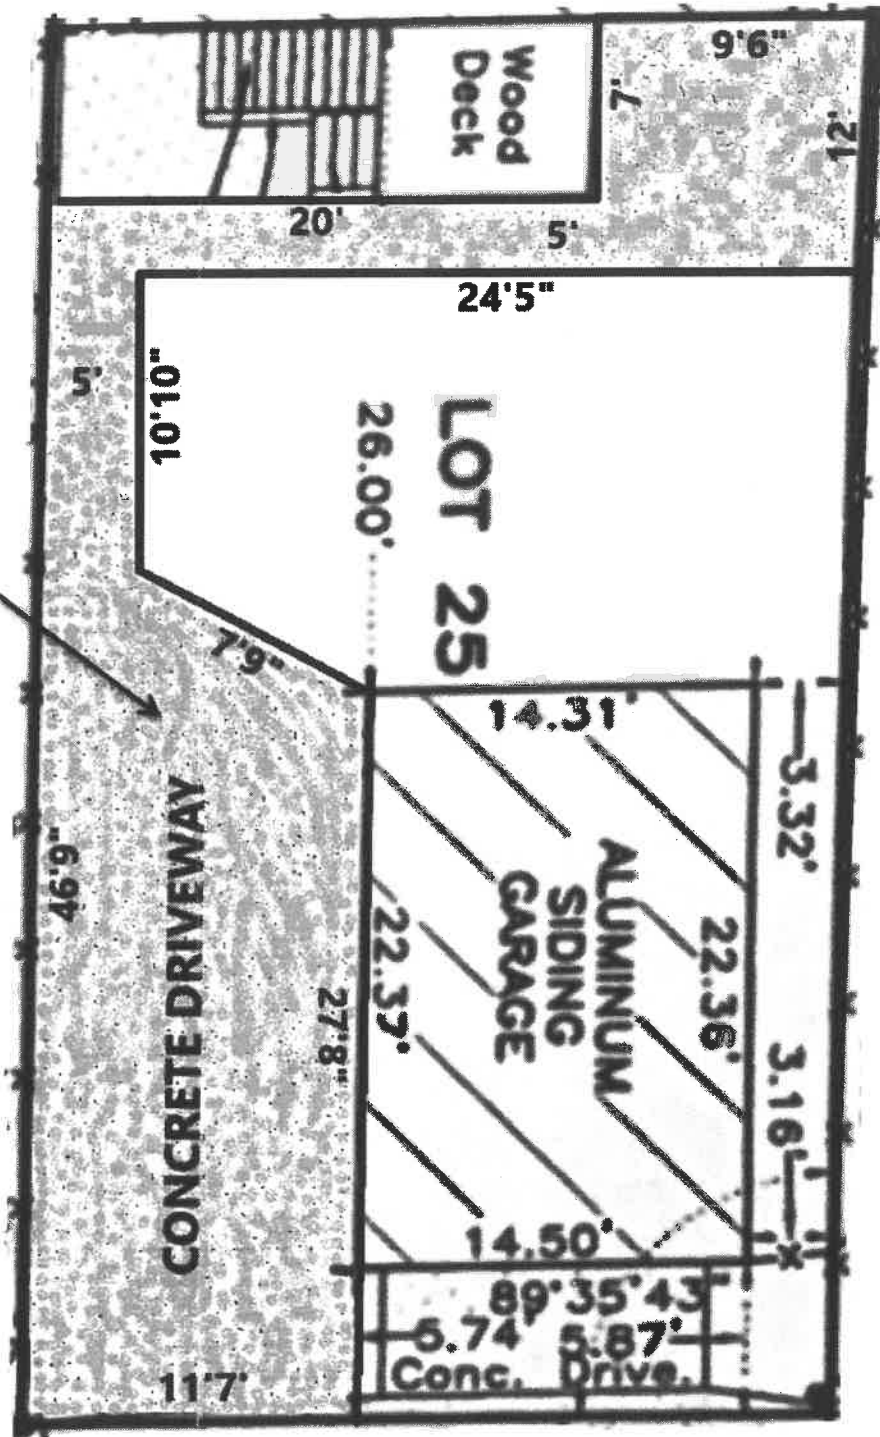 Wood
Deck
9'6"
7'
12'
20'
5'
24'5"
5'
10'10"
26.00'
LOT 25
7'9"
14.31'
3.32'
ALUMINUM
SIDING
GARAGE
22.37'
22.36'
3.16'
46'9"
CONCRETE DRIVEWAY
27'8"
14.50'
89°35'43"
5.74'
5.87'
Conc. Drive.
11'7'